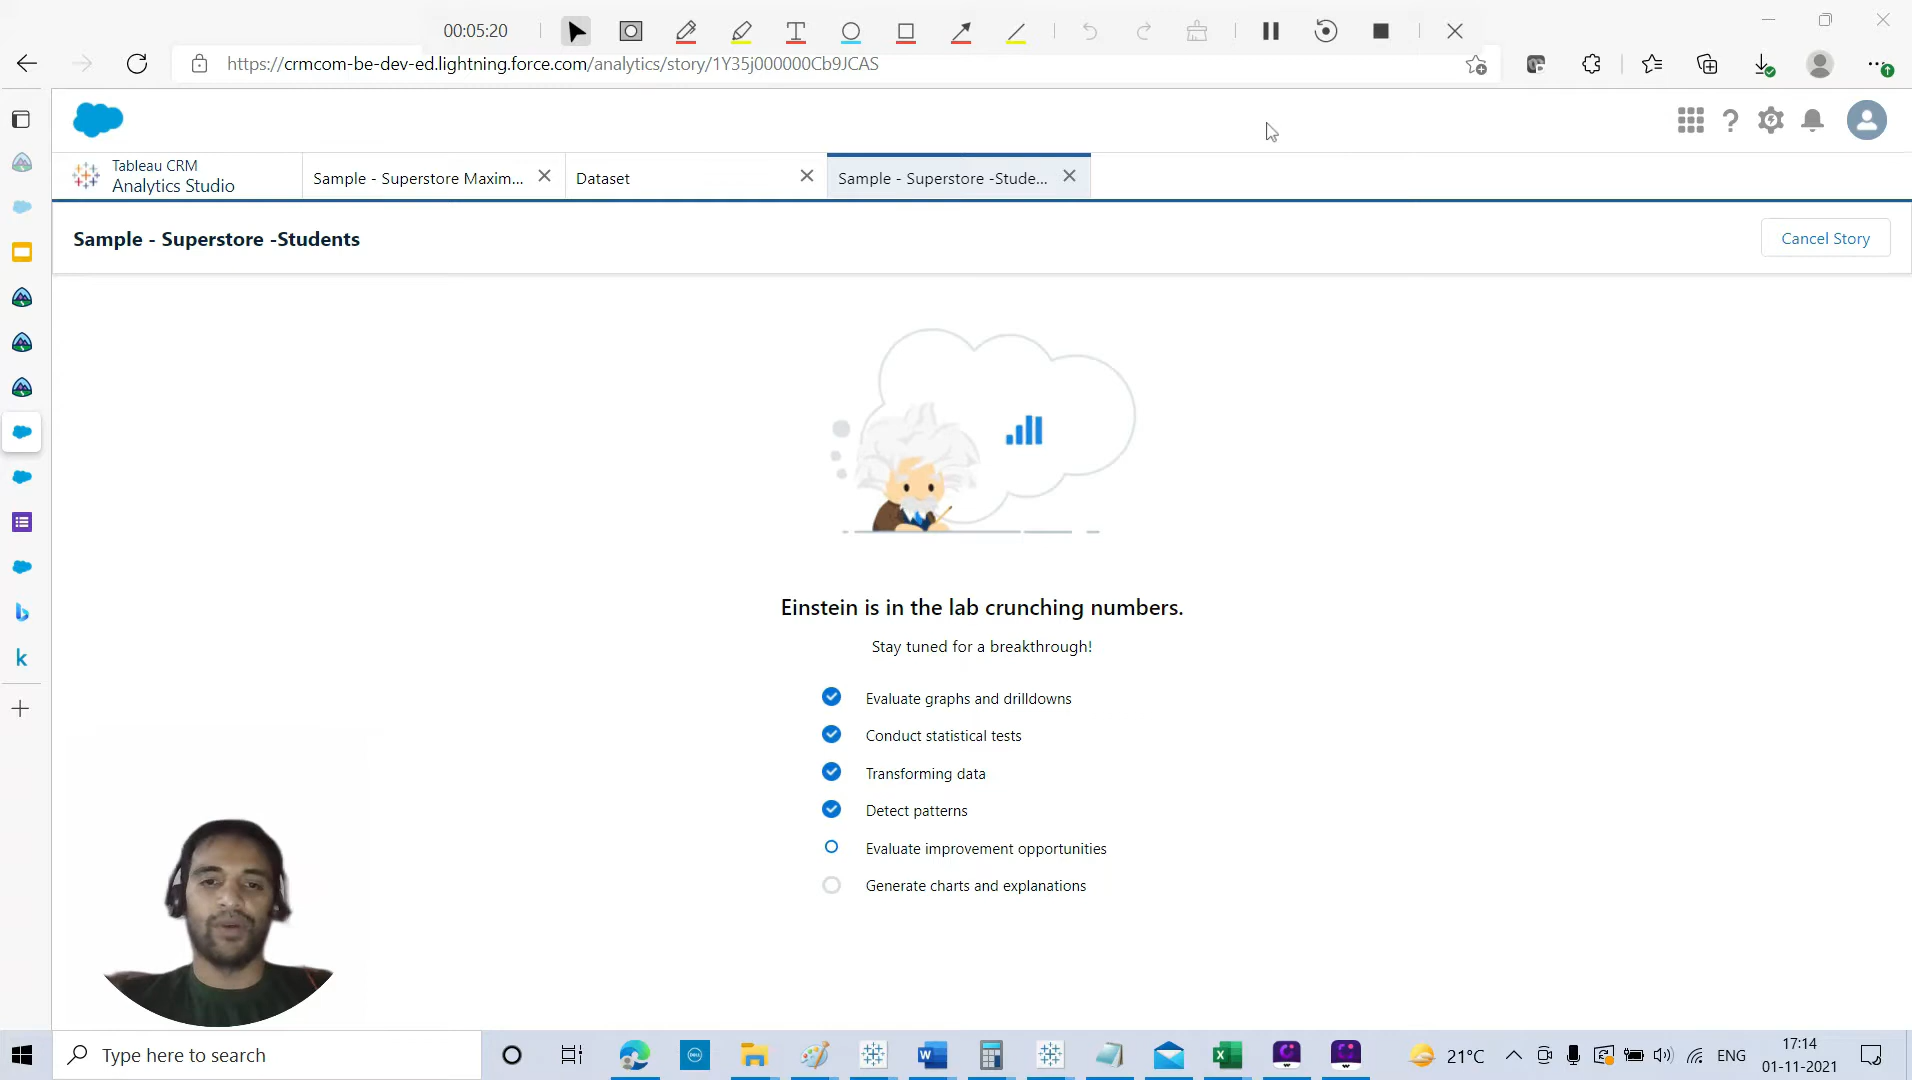 00:05:20
https://crmcom-be-dev-ed.lightning.force.com/analytics/story/1Y35j000000Cb9JCAS
Tableau CRM
Analytics Studio
Sample - Superstore Maxim...
Dataset
Sample - Superstore -Stude...
Sample - Superstore -Students
Cancel Story
Einstein is in the lab crunching numbers.
Stay tuned for a breakthrough!
Evaluate graphs and drilldowns
Conduct statistical tests
Transforming data
Detect patterns
Evaluate improvement opportunities
Generate charts and explanations
Type here to search
21°C
ENG
17:14
01-11-2021